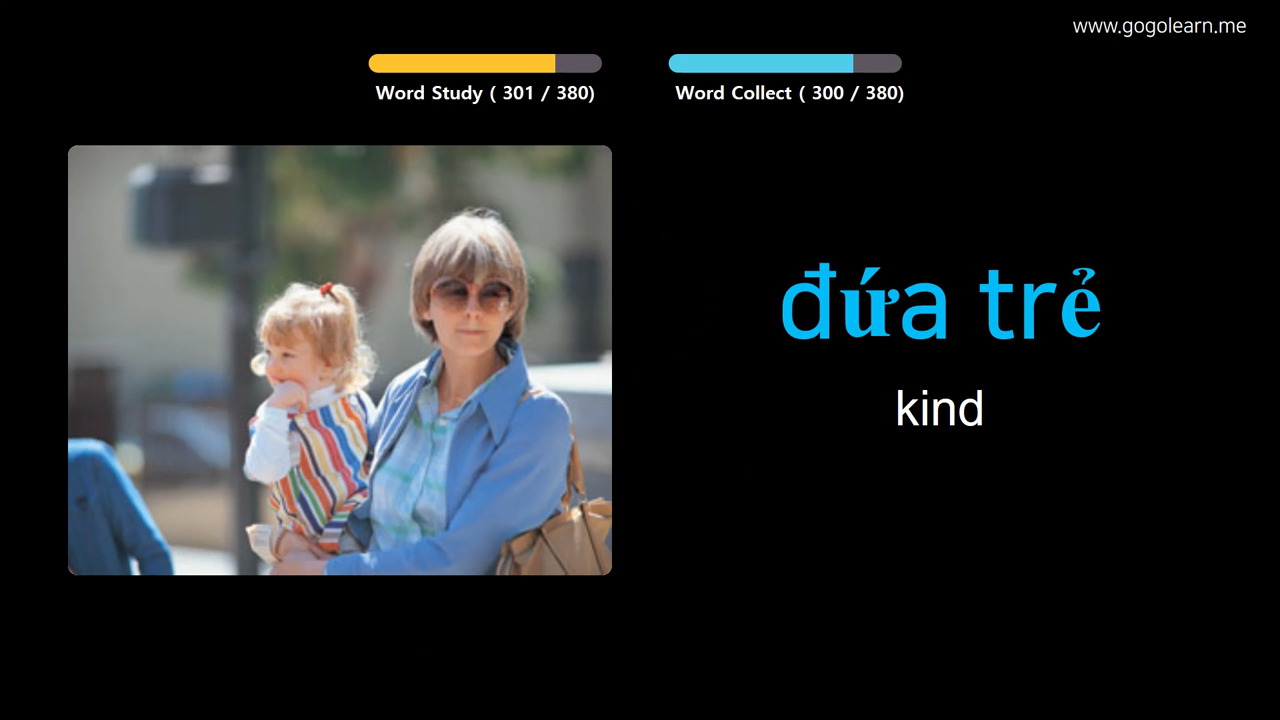 www.gogolearn.me
Word Study ( 301 / 380)
Word Collect ( 300 / 380)
đứa trẻ
kind